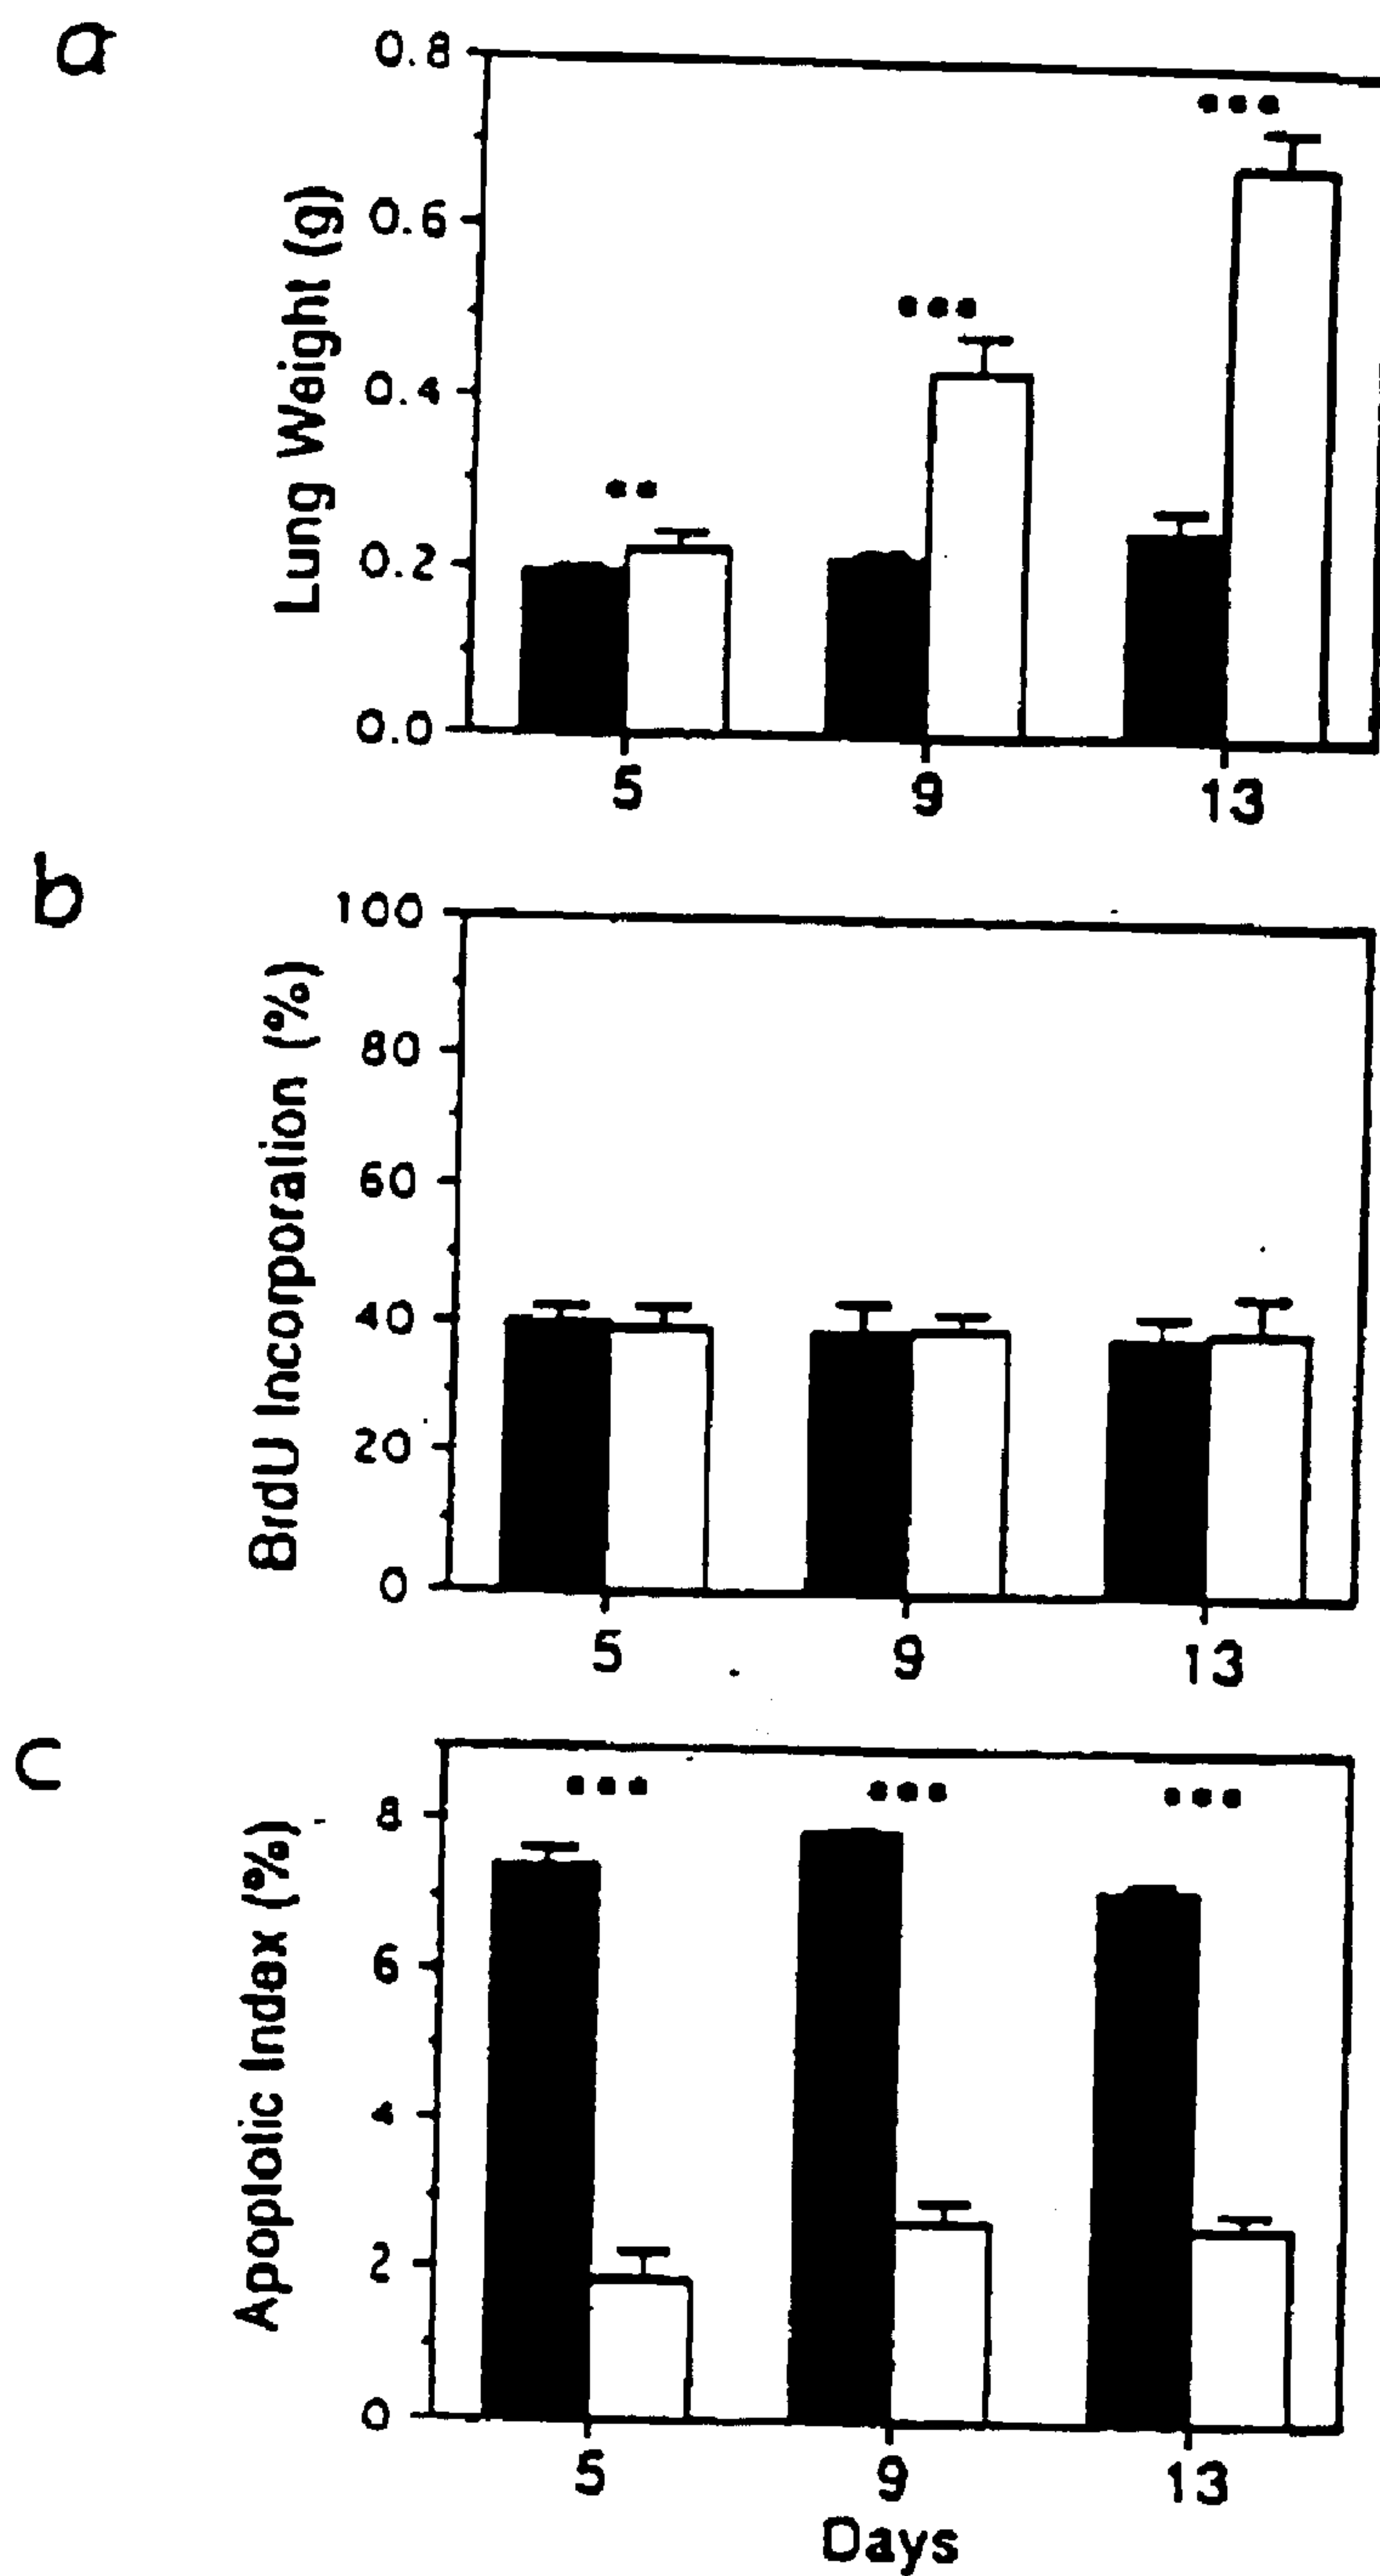 a
Lung Weight (g)
0.8
0.6
0.4
0.2
0.0
•••
•••
••
5 9 13
b
BrdU Incorporation (%)
100
80
60
40
20
0
5 9 13
c
Apoptotic Index (%)
8
6
4
2
0
••• ••• •••
5 9 13
Days